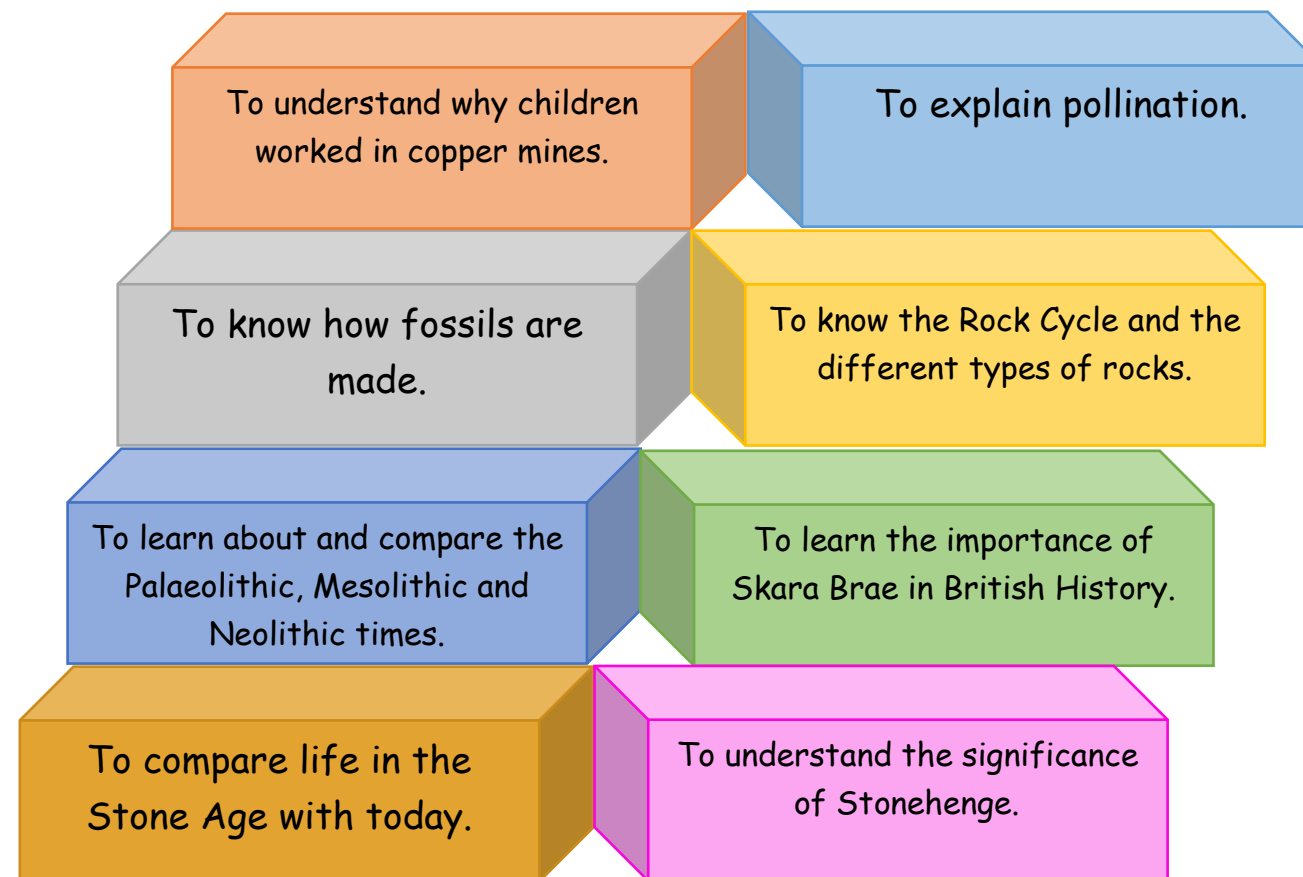 To understand why children
worked in copper mines.
To explain pollination.
To know how fossils are
made.
To know the Rock Cycle and the
different types of rocks.
To learn about and compare the
Palaeolithic, Mesolithic and
Neolithic times.
To learn the importance of
Skara Brae in British History.
To compare life in the
Stone Age with today.
To understand the significance
of Stonehenge.